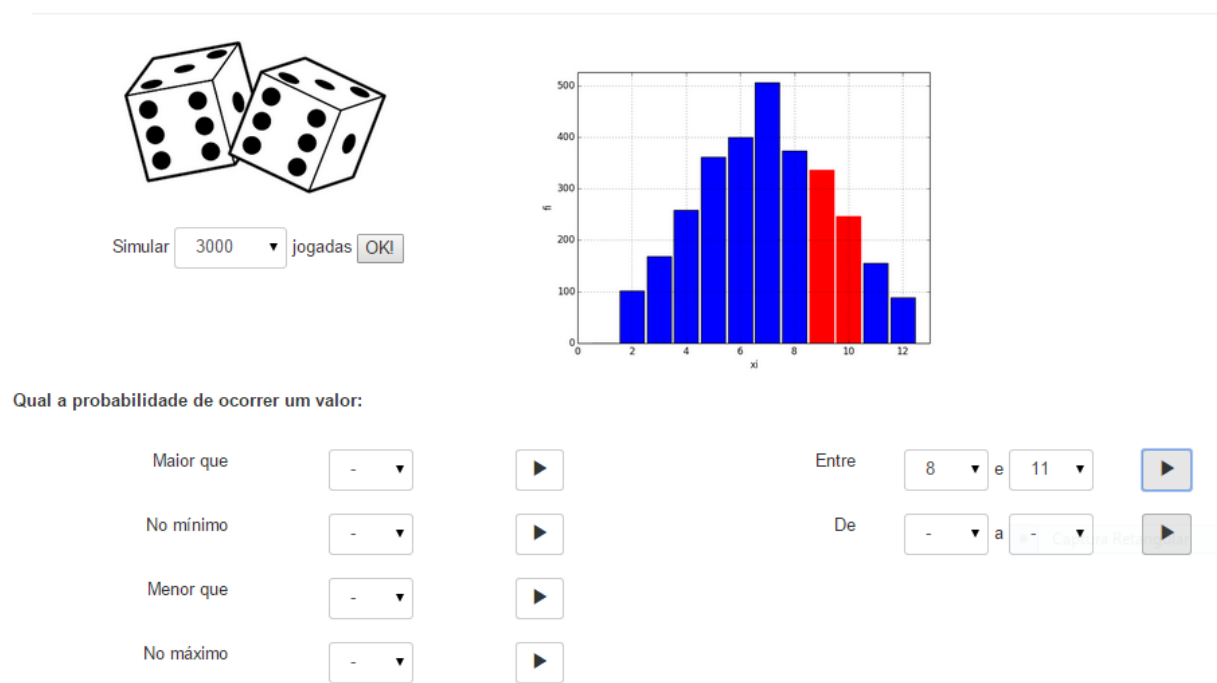 Simular 3000 jogadas OK!
500
400
300
200
100
0
fi
0 2 4 6 8 10 12
xi
Qual a probabilidade de ocorrer um valor:
Maior que -
Entre 8 e 11
No mínimo -
De - a -
Menor que -
No máximo -